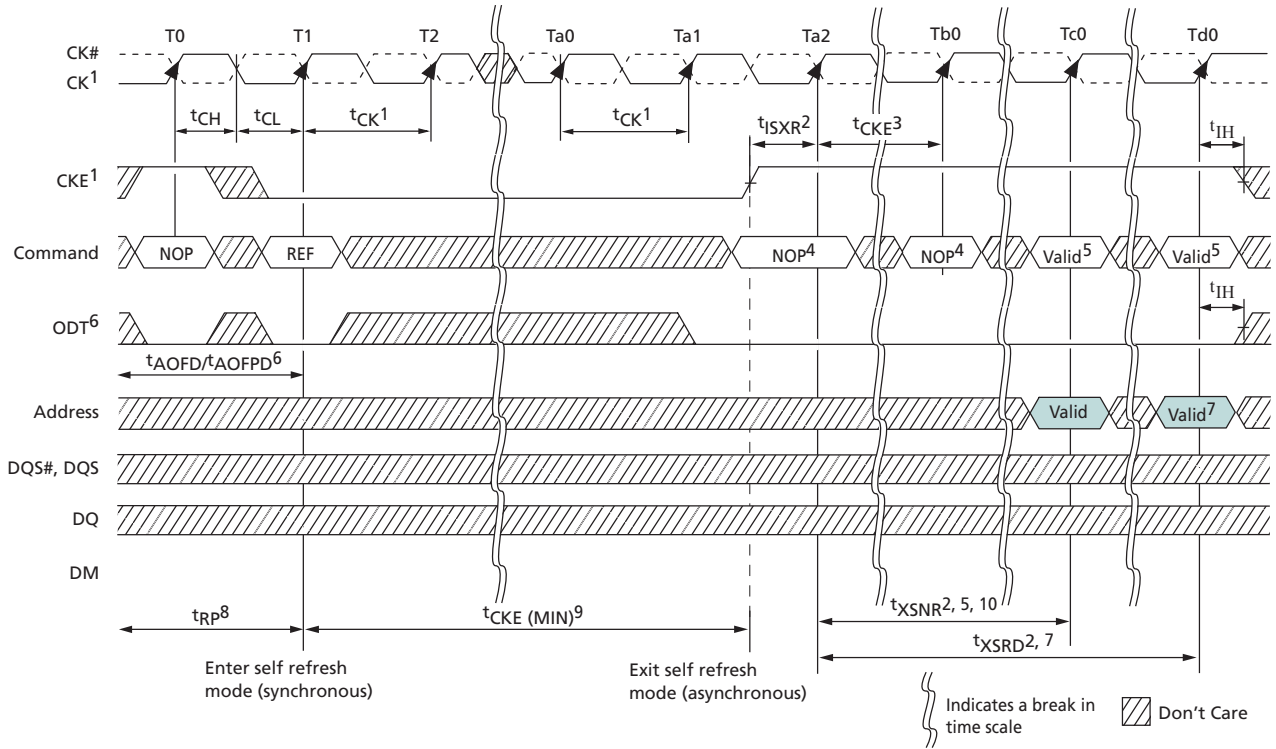 T0 T1 T2 Ta0 Ta1 Ta2 Tb0 Tc0 Td0
CK#
CK1
tCH tCL tCK1 tCK1 tISXR2 tCKE3 tIH
CKE1
Command NOP REF NOP4 NOP4 Valid5 Valid5
tIH
ODT6
tAOFD/tAOFPD6
Address Valid Valid7
DQS#, DQS
DQ
DM
tRP8 tCKE (MIN)9 tXSNR2, 5, 10
tXSRD2, 7
Enter self refresh
mode (synchronous)
Exit self refresh
mode (asynchronous)
Indicates a break in
time scale
Don't Care